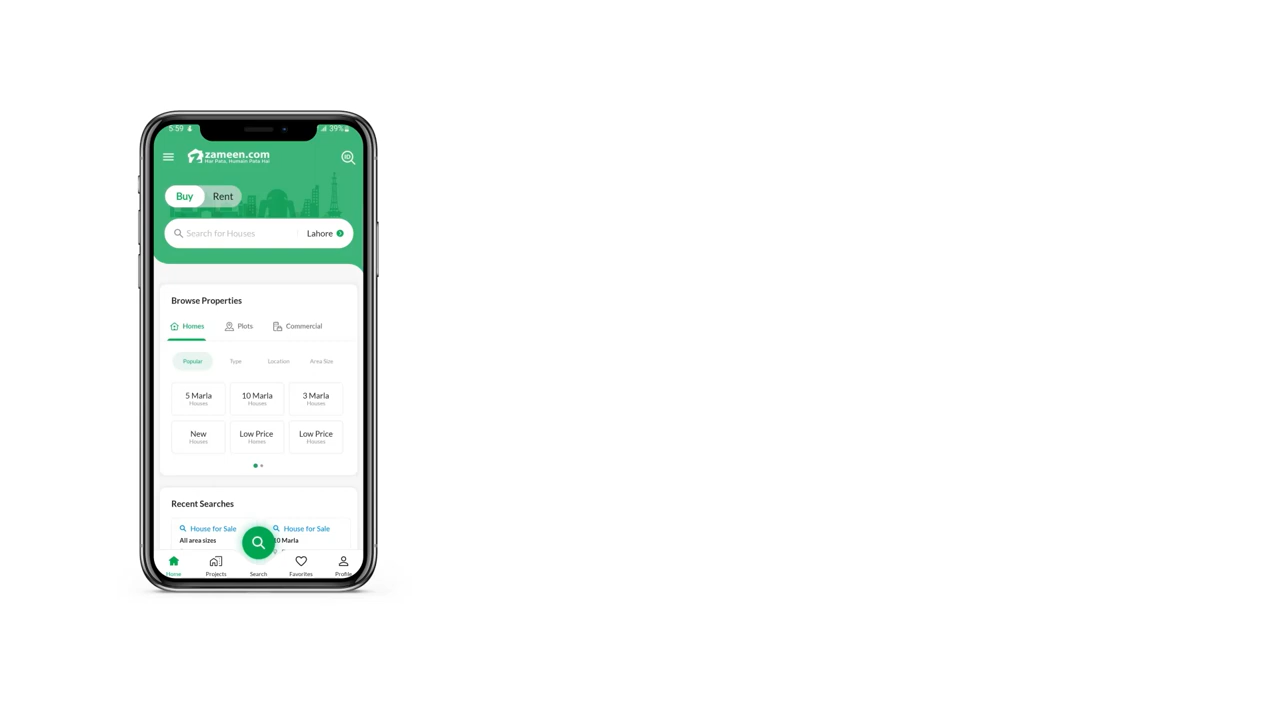 5:59
39%
zameen.com
Har Pata, Humain Pata Hai
ID
Buy Rent
Search for Houses Lahore
Browse Properties
Homes Plots Commercial
Popular Type Location Area Size
5 Marla 10 Marla 3 Marla
Houses Houses Houses
New Low Price Low Price
Houses Homes Houses
Recent Searches
House for Sale House for Sale
All area sizes 10 Marla
Home Projects Search Favorites Profile